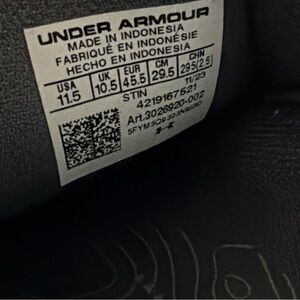 UNDER ARMOUR
MADE IN INDONESIA
FABRIQUÉ EN INDONÉSIE
HECHO EN INDONESIA
USA UK EUR CM CHN
11.5 10.5 45.5 29.5 295(2.5)
STIN 11/23
4219167521
Art.3026920-002